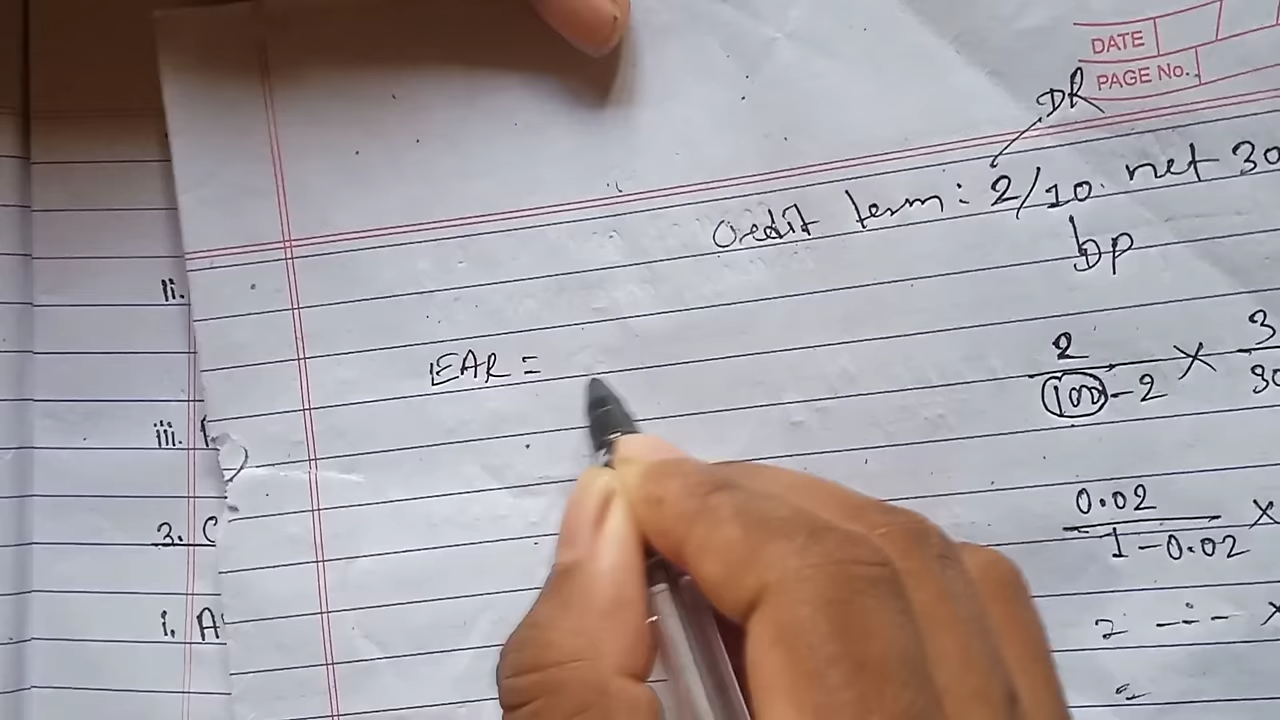 DATE
PAGE No.
DR
Credit term: 2/10. net 30
DP
ii.
EAR =
2 / (100 - 2) × 3 / 30
iii.
0.02 / 1 - 0.02 ×
3. C
i. A